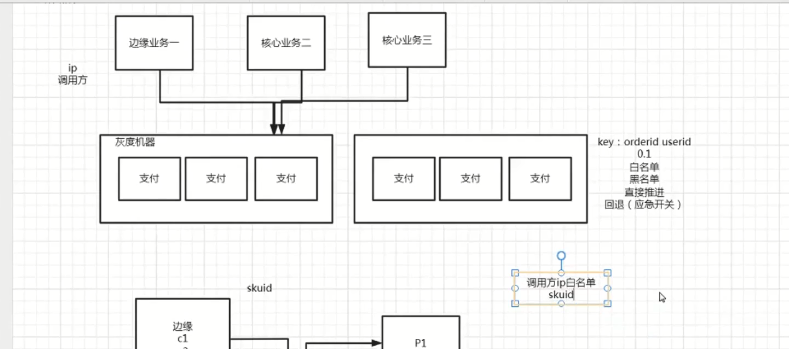 边缘业务一
核心业务二
核心业务三
ip
调用方
灰度机器
支付
支付
支付
支付
支付
支付
key：orderid userid
0.1
白名单
黑名单
直接推进
回退（应急开关）
调用方ip白名单
skuid
skuid
边缘
c1
P1